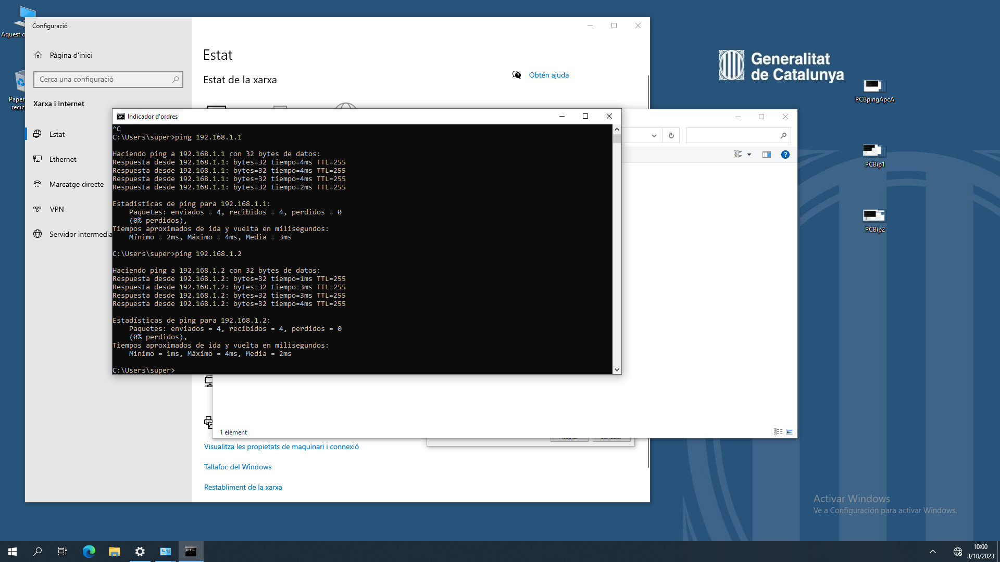 Aquest
Paper
recic
Configuració
Pàgina d'inici
Cerca una configuració
Xarxa i Internet
Estat
Ethernet
Marcatge directe
VPN
Servidor intermedia
Estat
Estat de la xarxa
Obtén ajuda
Indicador d'ordres
^C
C:\Users\super>ping 192.168.1.1
Haciendo ping a 192.168.1.1 con 32 bytes de datos:
Respuesta desde 192.168.1.1: bytes=32 tiempo=4ms TTL=255
Respuesta desde 192.168.1.1: bytes=32 tiempo=4ms TTL=255
Respuesta desde 192.168.1.1: bytes=32 tiempo=4ms TTL=255
Respuesta desde 192.168.1.1: bytes=32 tiempo=2ms TTL=255
Estadísticas de ping para 192.168.1.1:
Paquetes: enviados = 4, recibidos = 4, perdidos = 0
(0% perdidos),
Tiempos aproximados de ida y vuelta en milisegundos:
Mínimo = 2ms, Máximo = 4ms, Media = 3ms
C:\Users\super>ping 192.168.1.2
Haciendo ping a 192.168.1.2 con 32 bytes de datos:
Respuesta desde 192.168.1.2: bytes=32 tiempo=1ms TTL=255
Respuesta desde 192.168.1.2: bytes=32 tiempo=3ms TTL=255
Respuesta desde 192.168.1.2: bytes=32 tiempo=3ms TTL=255
Respuesta desde 192.168.1.2: bytes=32 tiempo=4ms TTL=255
Estadísticas de ping para 192.168.1.2:
Paquetes: enviados = 4, recibidos = 4, perdidos = 0
(0% perdidos),
Tiempos aproximados de ida y vuelta en milisegundos:
Mínimo = 1ms, Máximo = 4ms, Media = 2ms
C:\Users\super>
1 element
Visualitza les propietats de maquinari i connexió
Tallafoc del Windows
Restabliment de la xarxa
Generalitat
de Catalunya
PCBpingApcA
PCBip1
PCBip2
Activar Windows
Ve a Configuración para activar Windows.
10:00
3/10/2023